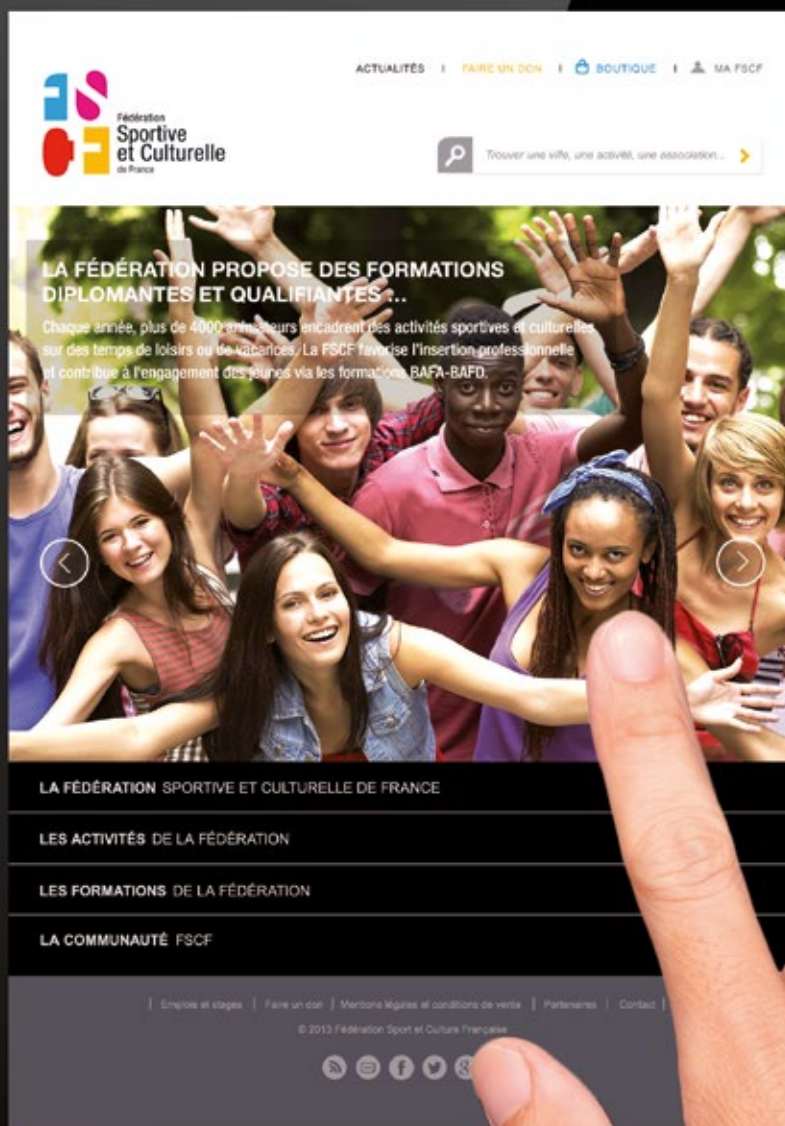 ACTUALITÉS | FAIRE UN DON | BOUTIQUE | MA FSCF
FSCF
Fédération
Sportive
et Culturelle
de France
Trouver une ville, une activité, une association...
LA FÉDÉRATION PROPOSE DES FORMATIONS
DIPLOMANTES ET QUALIFIANTES ...
Chaque année, plus de 4000 animateurs encadrent des activités sportives et culturelles
sur des temps de loisirs ou de vacances. La FSCF favorise l'insertion professionnelle
et contribue à l'engagement des jeunes via les formations BAFA-BAFD.
LA FÉDÉRATION SPORTIVE ET CULTURELLE DE FRANCE
LES ACTIVITÉS DE LA FÉDÉRATION
LES FORMATIONS DE LA FÉDÉRATION
LA COMMUNAUTÉ FSCF
| Emplois et stages | Faire un don | Mentions légales et conditions de vente | Partenaires | Contact |
© 2013 Fédération Sport et Culture Française